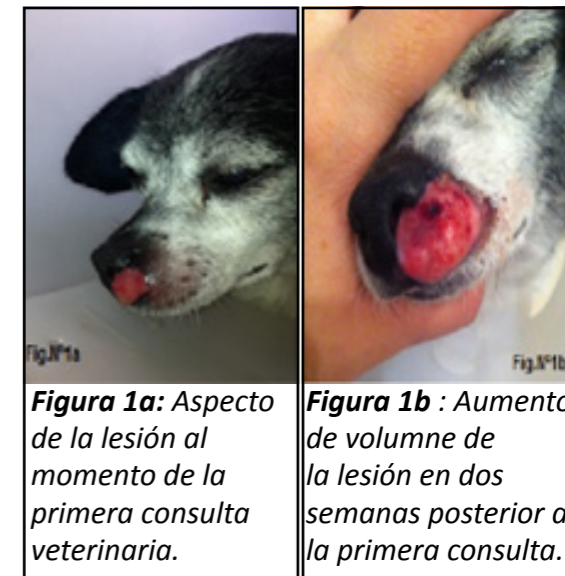 Fig.Nº1a
Figura 1a: Aspecto
de la lesión al
momento de la
primera consulta
veterinaria.
Fig.Nº1b
Figura 1b : Aumento
de volumne de
la lesión en dos
semanas posterior a
la primera consulta.